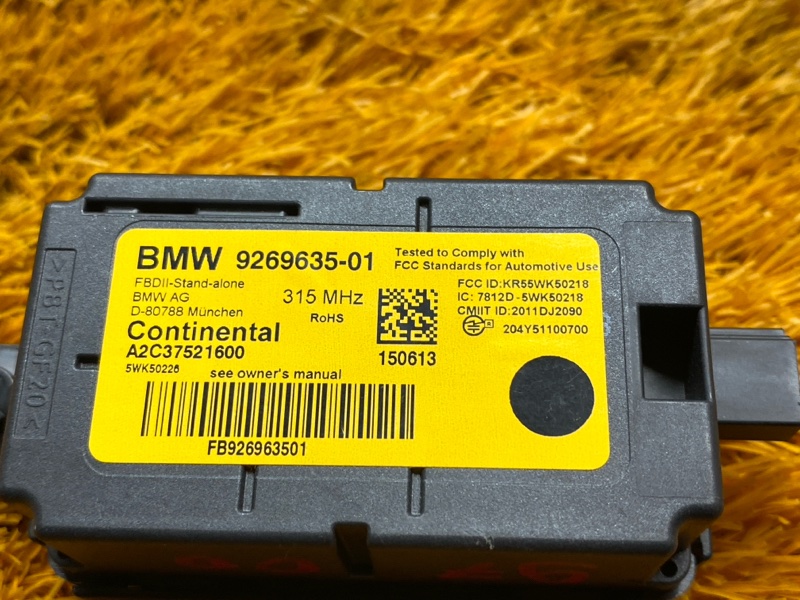 BMW 9269635-01
FBDII-Stand-alone
BMW AG
D-80788 München
315 MHz
RoHS
Tested to Comply with
FCC Standards for Automotive Use
FCC ID:KR55WK50218
IC: 7812D-5WK50218
CMIIT ID:2011DJ2090
204Y51100700
Continental
A2C37521600
5WK50226
150613
see owner's manual
FB926963501
>PBT-GF20<